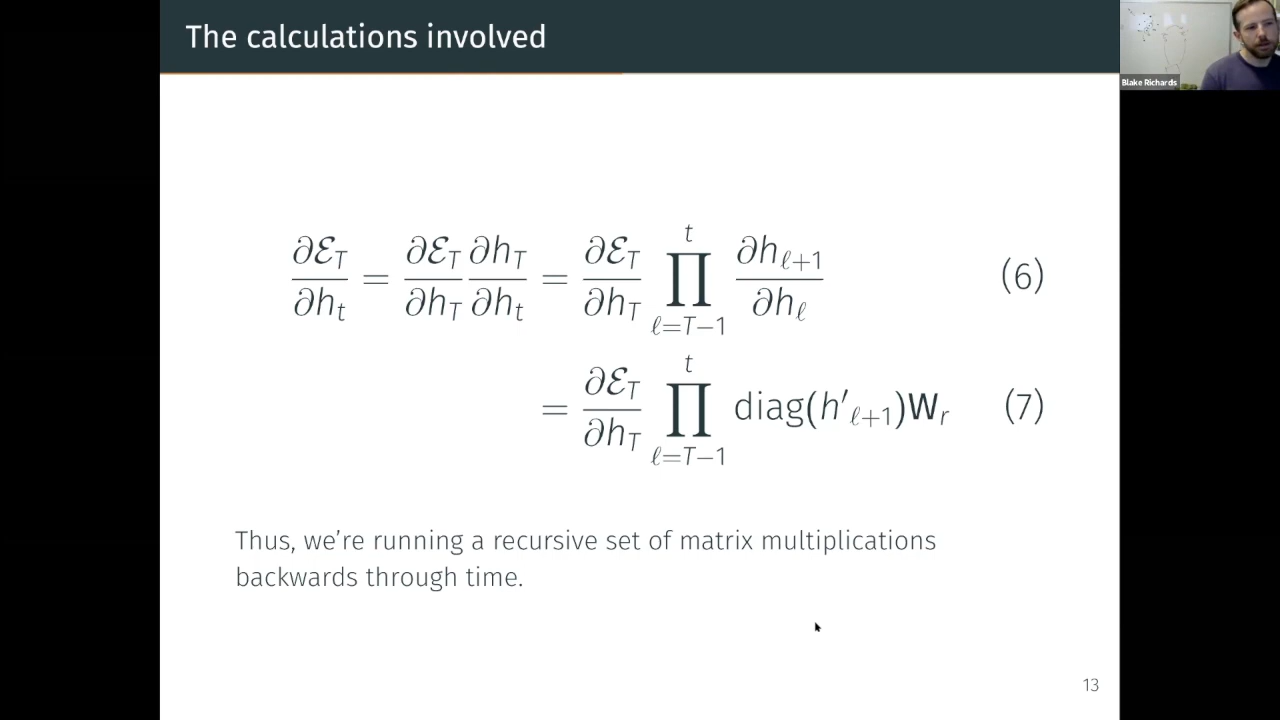 The calculations involved
Blake Richards
∂ℰ_T/∂h_t = ∂ℰ_T/∂h_T ∂h_T/∂h_t = ∂ℰ_T/∂h_T ∏_{ℓ=T−1}^{t} ∂h_{ℓ+1}/∂h_ℓ (6)
= ∂ℰ_T/∂h_T ∏_{ℓ=T−1}^{t} diag(h′_{ℓ+1})W_r (7)
Thus, we’re running a recursive set of matrix multiplications
backwards through time.
13